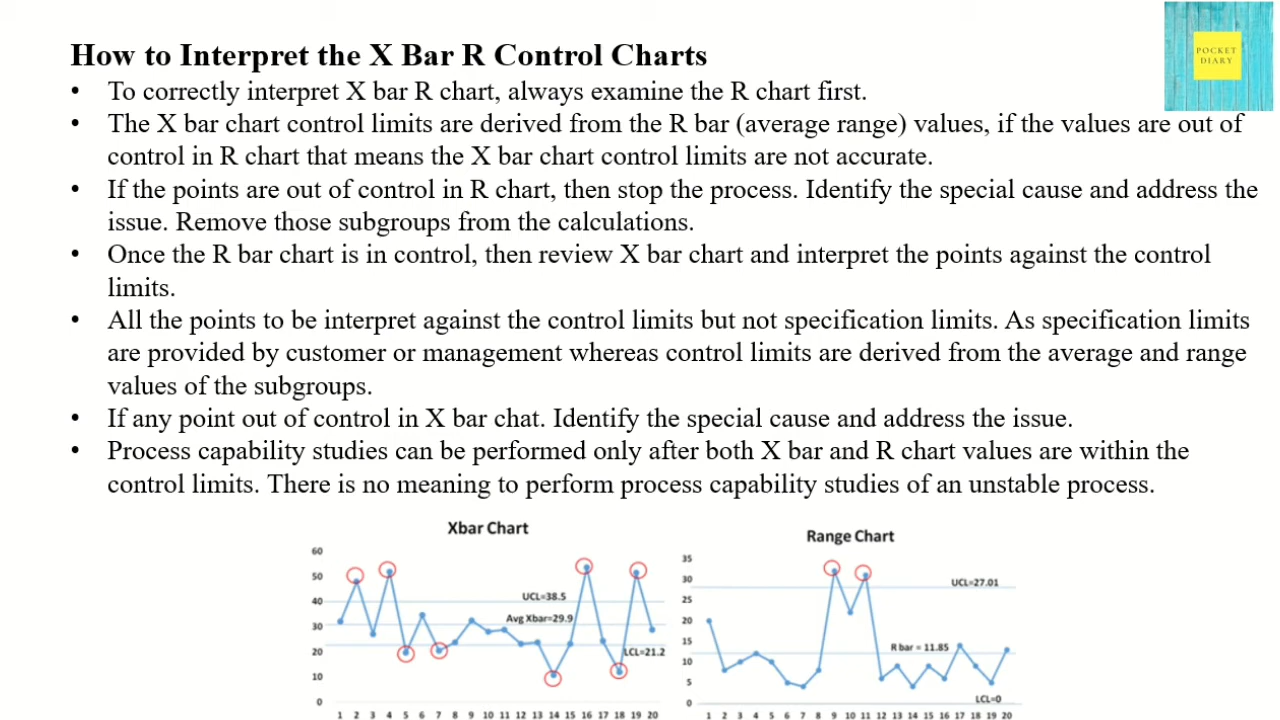 How to Interpret the X Bar R Control Charts
POCKET
DIARY
• To correctly interpret X bar R chart, always examine the R chart first.
• The X bar chart control limits are derived from the R bar (average range) values, if the values are out of
control in R chart that means the X bar chart control limits are not accurate.
• If the points are out of control in R chart, then stop the process. Identify the special cause and address the
issue. Remove those subgroups from the calculations.
• Once the R bar chart is in control, then review X bar chart and interpret the points against the control
limits.
• All the points to be interpret against the control limits but not specification limits. As specification limits
are provided by customer or management whereas control limits are derived from the average and range
values of the subgroups.
• If any point out of control in X bar chat. Identify the special cause and address the issue.
• Process capability studies can be performed only after both X bar and R chart values are within the
control limits. There is no meaning to perform process capability studies of an unstable process.
Xbar Chart
60
50
40
30
20
10
0
UCL=38.5
Avg Xbar=29.9
LCL=21.2
1 2 3 4 5 6 7 8 9 10 11 12 13 14 15 16 17 18 19 20
Range Chart
35
30
25
20
15
10
5
0
UCL=27.01
R bar = 11.85
LCL=0
1 2 3 4 5 6 7 8 9 10 11 12 13 14 15 16 17 18 19 20